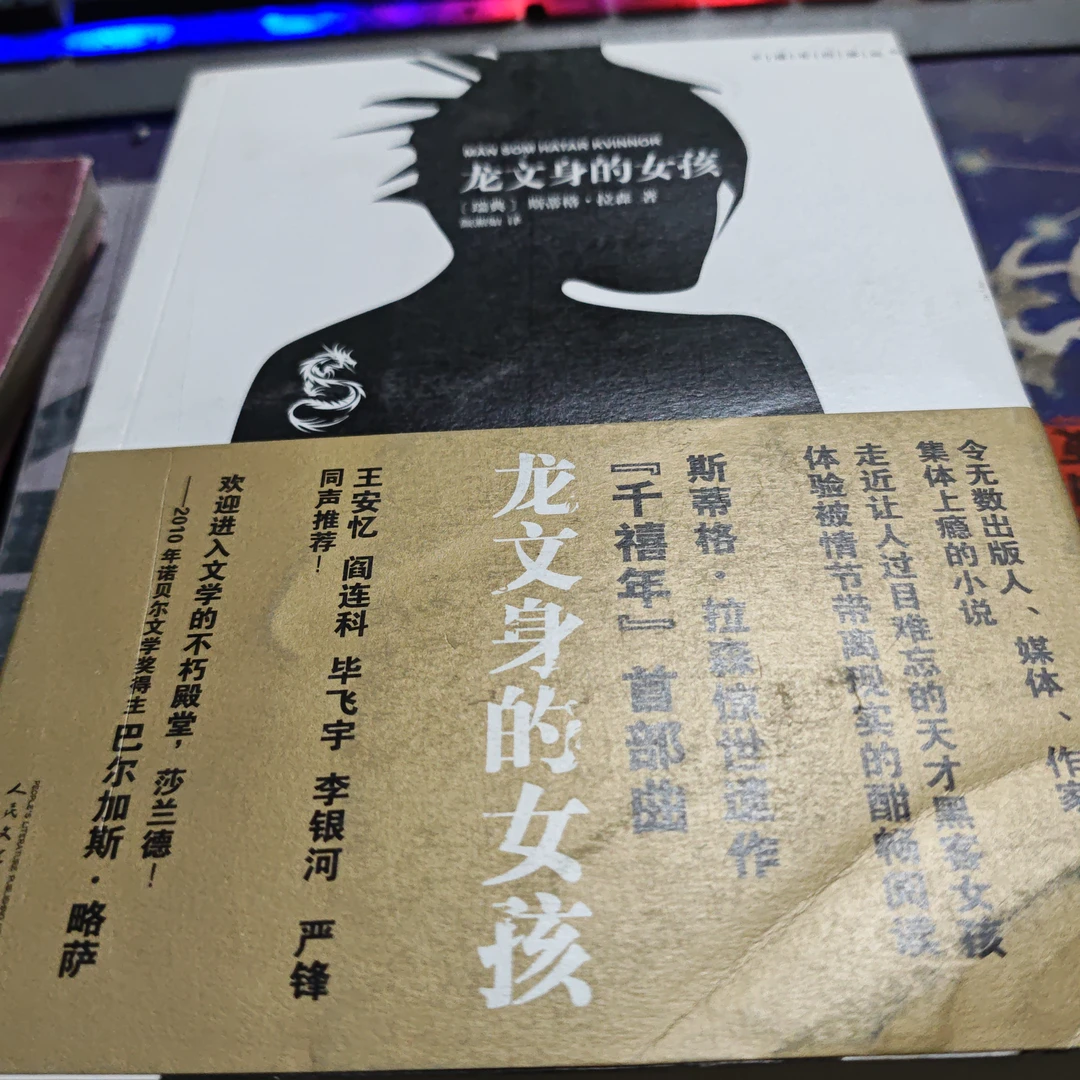 MÄN SOM HATAR KVINNOR
龙文身的女孩
[瑞典] 斯蒂格·拉森 著
令无数出版人、媒体、作家
集体上瘾的小说
走近让人过目难忘的天才黑客女孩
体验被情节带离现实的酣畅阅读
斯蒂格·拉森惊世遗作
『千禧年』首部曲
龙文身的女孩
王安忆 阎连科 毕飞宇 李银河 严锋
同声推荐!
欢迎进入文学的不朽殿堂,莎兰德!
——2010年诺贝尔文学奖得主 巴尔加斯·略萨
人民文